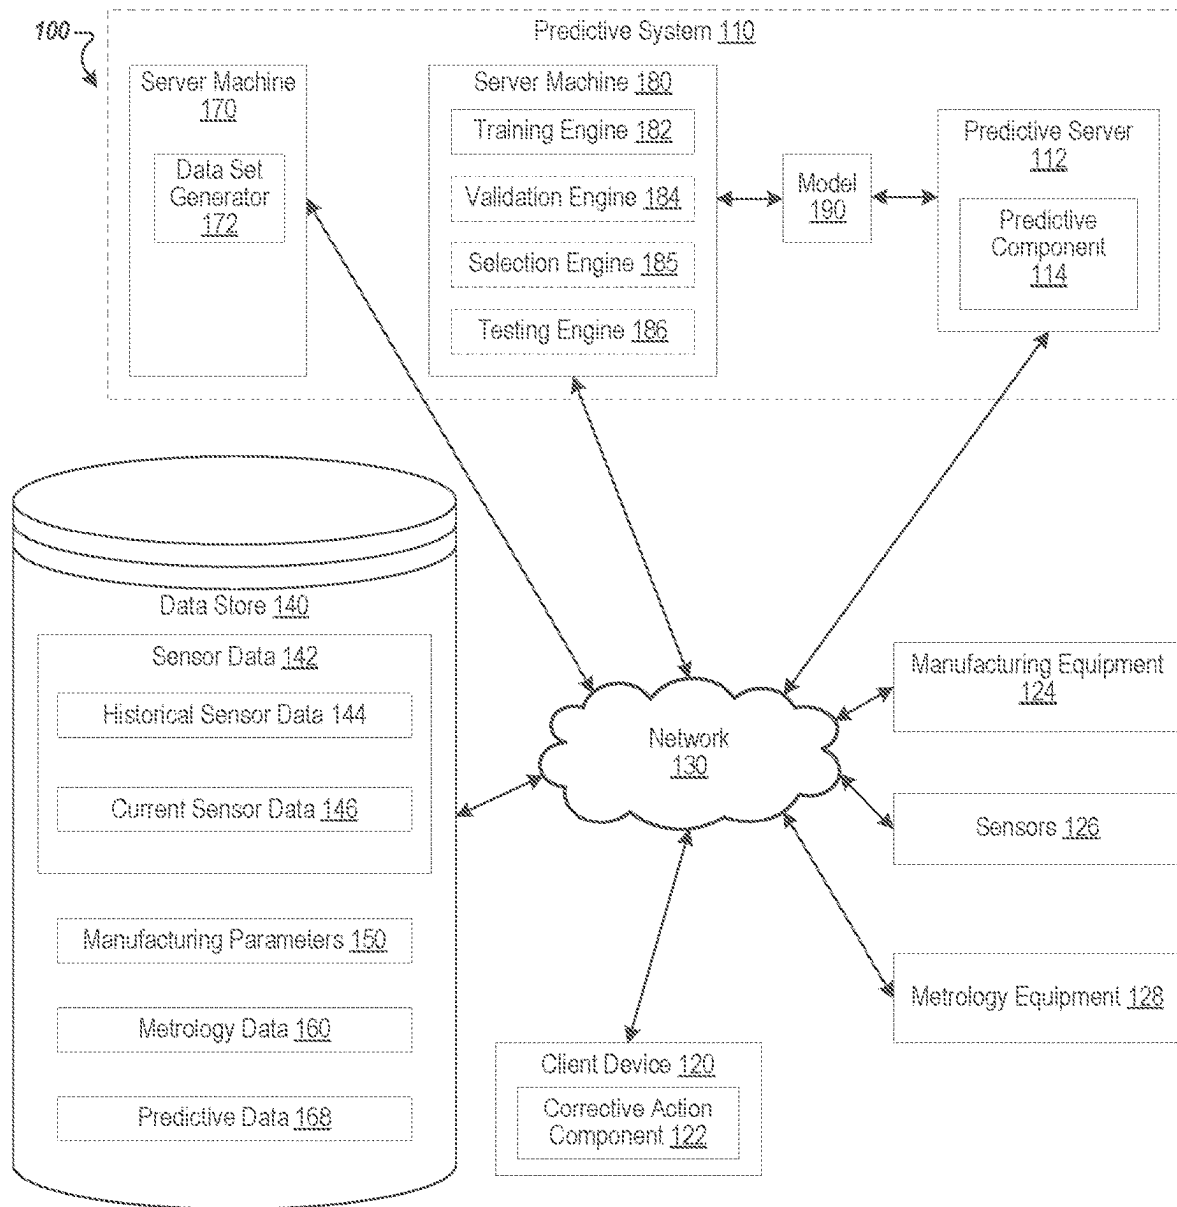 100
Predictive System 110
Server Machine
170
Data Set
Generator
172
Server Machine 180
Training Engine 182
Validation Engine 184
Selection Engine 185
Testing Engine 186
Model
190
Predictive Server
112
Predictive
Component
114
Data Store 140
Sensor Data 142
Historical Sensor Data 144
Current Sensor Data 146
Manufacturing Parameters 150
Metrology Data 160
Predictive Data 168
Network
130
Manufacturing Equipment
124
Sensors 126
Metrology Equipment 128
Client Device 120
Corrective Action
Component 122